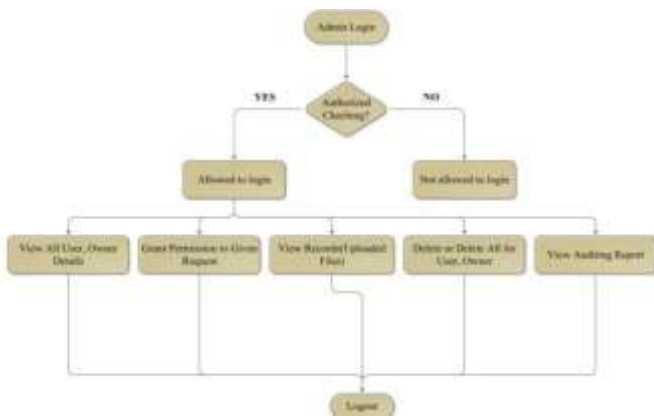 Admin Login
YES
Authorized
Checking?
NO
Allowed to login
Not allowed to login
View All User, Owner
Details
Grant Permission to Given
Request
View Records(Uploaded
Files)
Delete or Delete All for
User, Owner
View Auditing Report
Logout